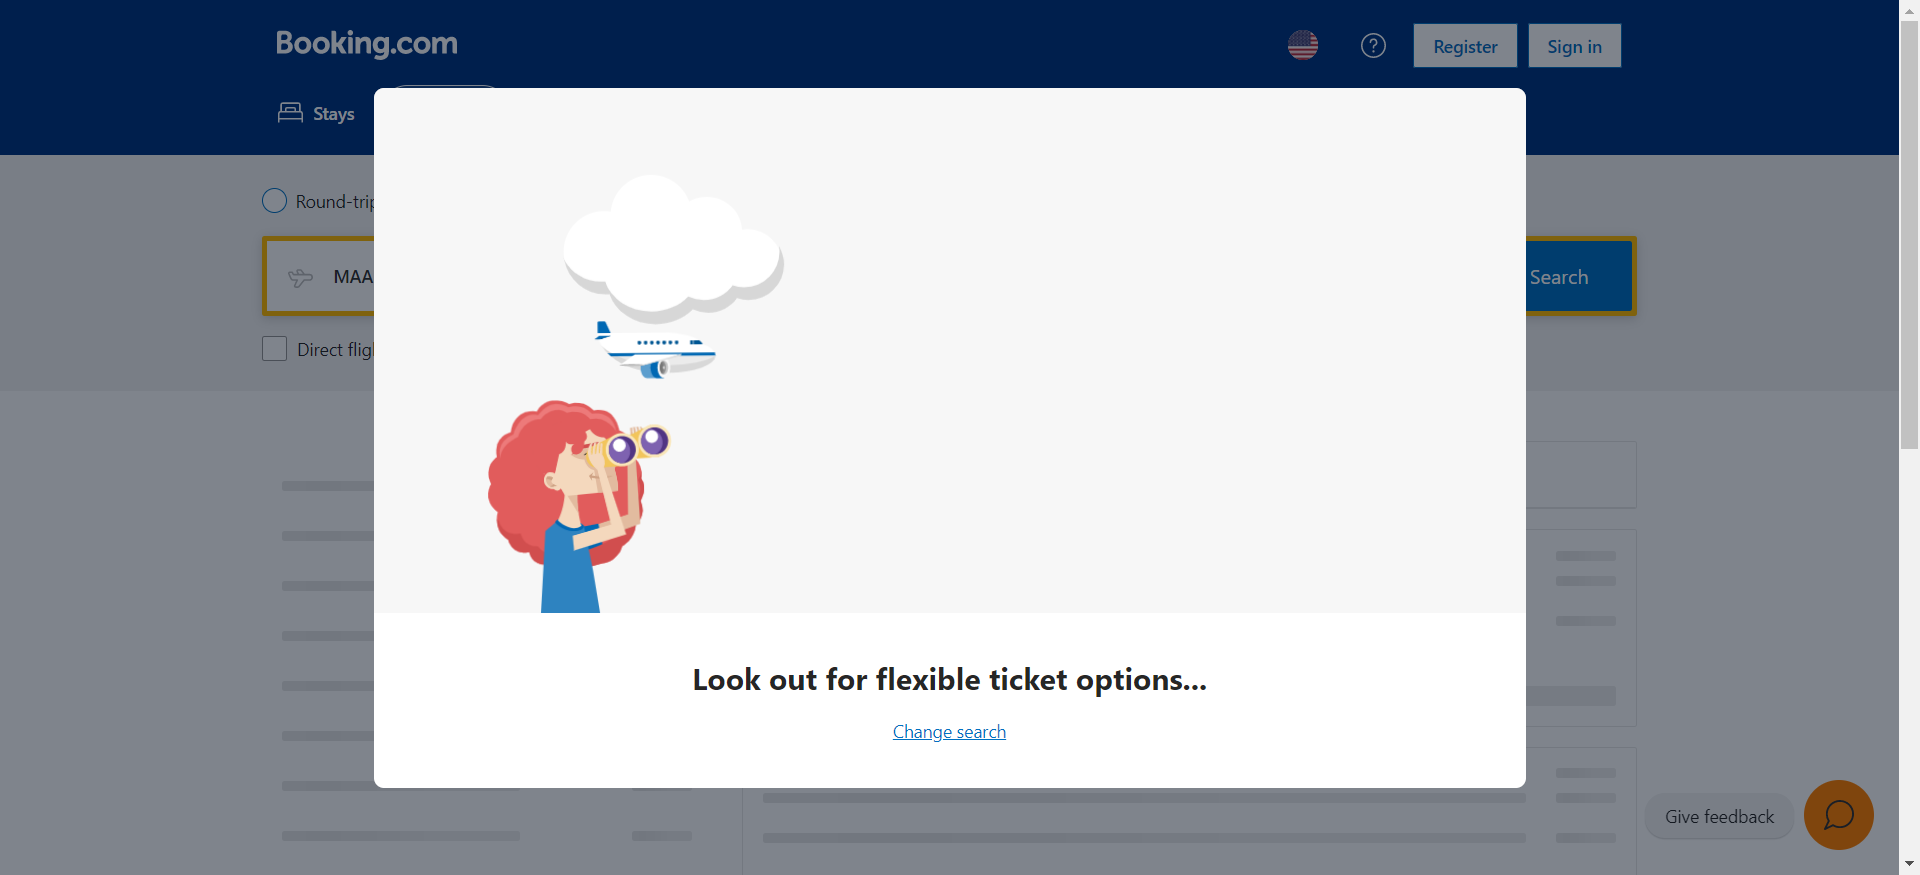 Booking.com
Register
Sign in
Stays
Round-trip
MAA
Search
Direct flig
Look out for flexible ticket options...
Change search
Give feedback